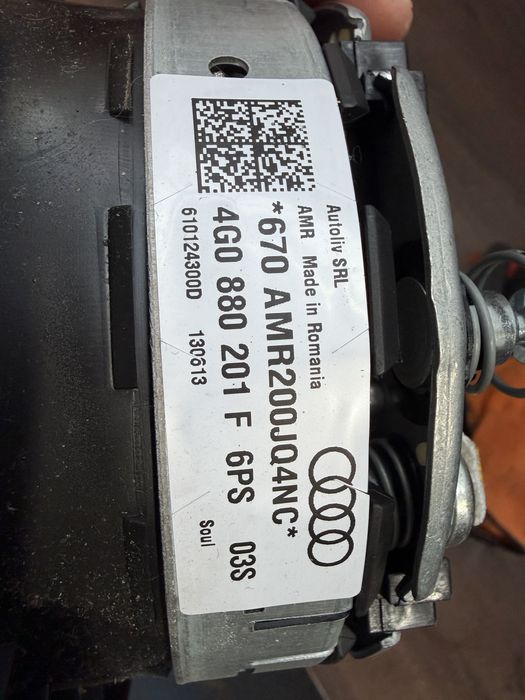 Autoliv SRL
AMR Made in Romania
*670 AMR200JQ4NC*
4G0 880 201 F 6PS 03S
610124300D 130613 Soul